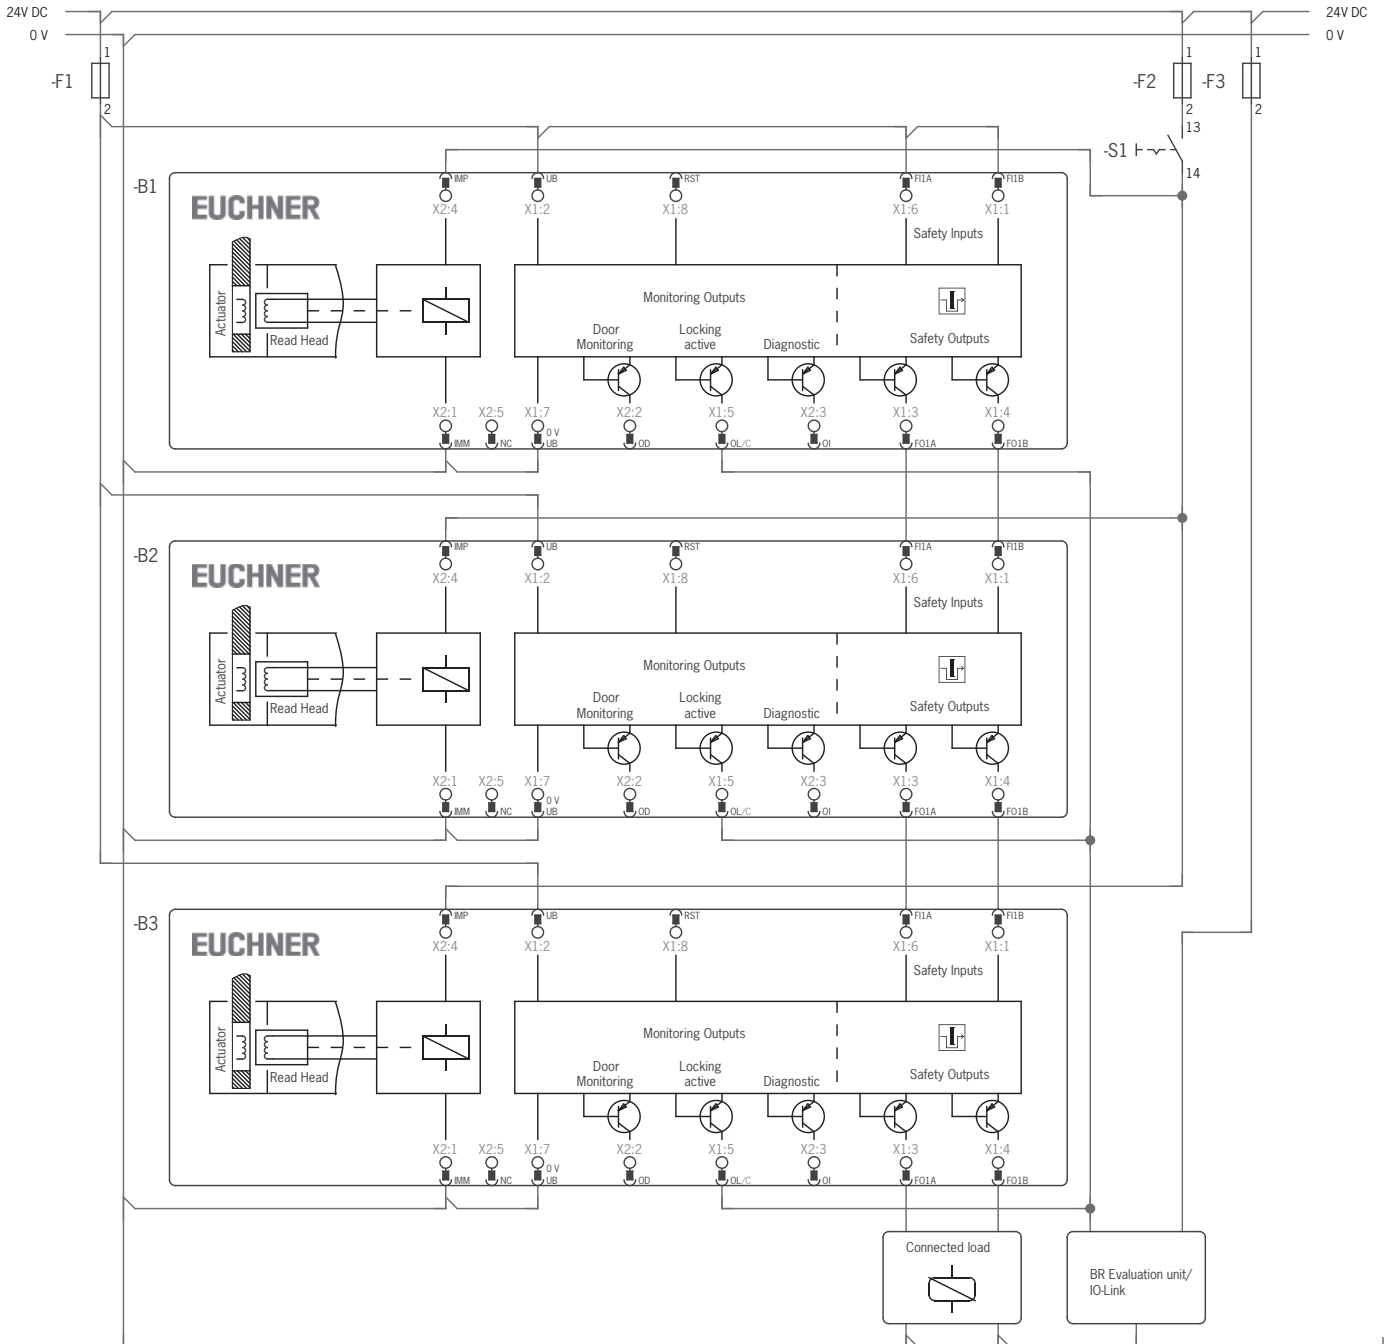 24V DC
24V DC
0 V
0 V
1
1
1
-F1
-F2
-F3
2
2
2
13
-S1
14
-B1
IMP
UB
RST
FI1A
FI1B
EUCHNER
X2:4
X1:2
X1:8
X1:6
X1:1
Safety Inputs
Actuator
Read Head
Monitoring Outputs
Door
Monitoring
Locking
active
Diagnostic
Safety Outputs
X2:1
X2:5
X1:7
X2:2
X1:5
X2:3
X1:3
X1:4
IMM
NC
0 V
UB
OD
OL/C
OI
FO1A
FO1B
-B2
IMP
UB
RST
FI1A
FI1B
EUCHNER
X2:4
X1:2
X1:8
X1:6
X1:1
Safety Inputs
Actuator
Read Head
Monitoring Outputs
Door
Monitoring
Locking
active
Diagnostic
Safety Outputs
X2:1
X2:5
X1:7
X2:2
X1:5
X2:3
X1:3
X1:4
IMM
NC
0 V
UB
OD
OL/C
OI
FO1A
FO1B
-B3
IMP
UB
RST
FI1A
FI1B
EUCHNER
X2:4
X1:2
X1:8
X1:6
X1:1
Safety Inputs
Actuator
Read Head
Monitoring Outputs
Door
Monitoring
Locking
active
Diagnostic
Safety Outputs
X2:1
X2:5
X1:7
X2:2
X1:5
X2:3
X1:3
X1:4
IMM
NC
0 V
UB
OD
OL/C
OI
FO1A
FO1B
Connected load
BR Evaluation unit/
IO-Link